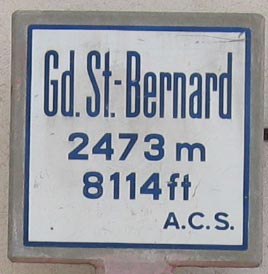 Gd. St.-Bernard
2473 m
8114 ft
A.C.S.